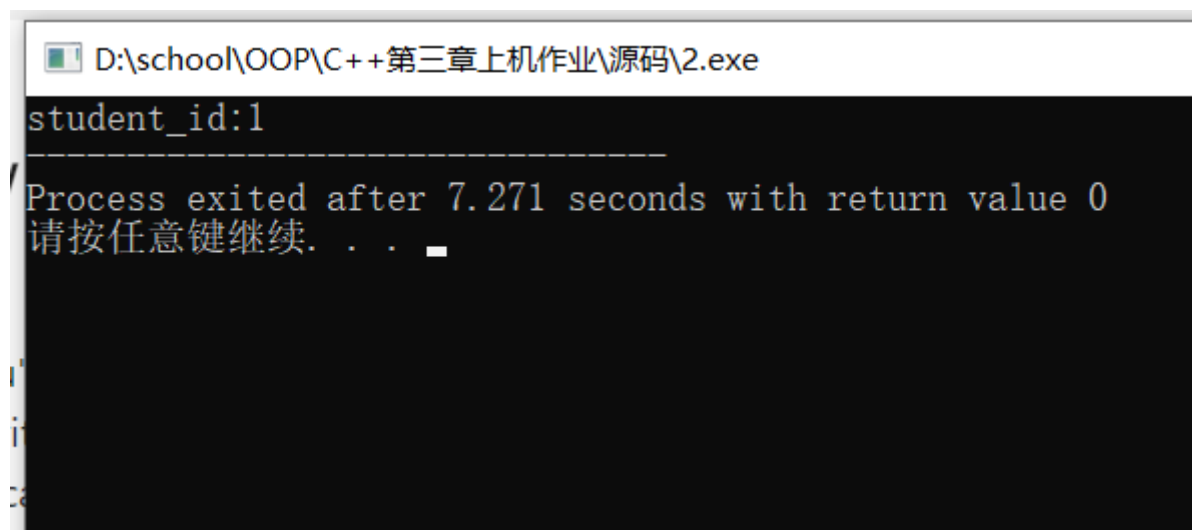 D:\school\OOP\C++第三章上机作业\源码\2.exe
student_id:1
--------------------------------
Process exited after 7.271 seconds with return value 0
请按任意键继续. . .